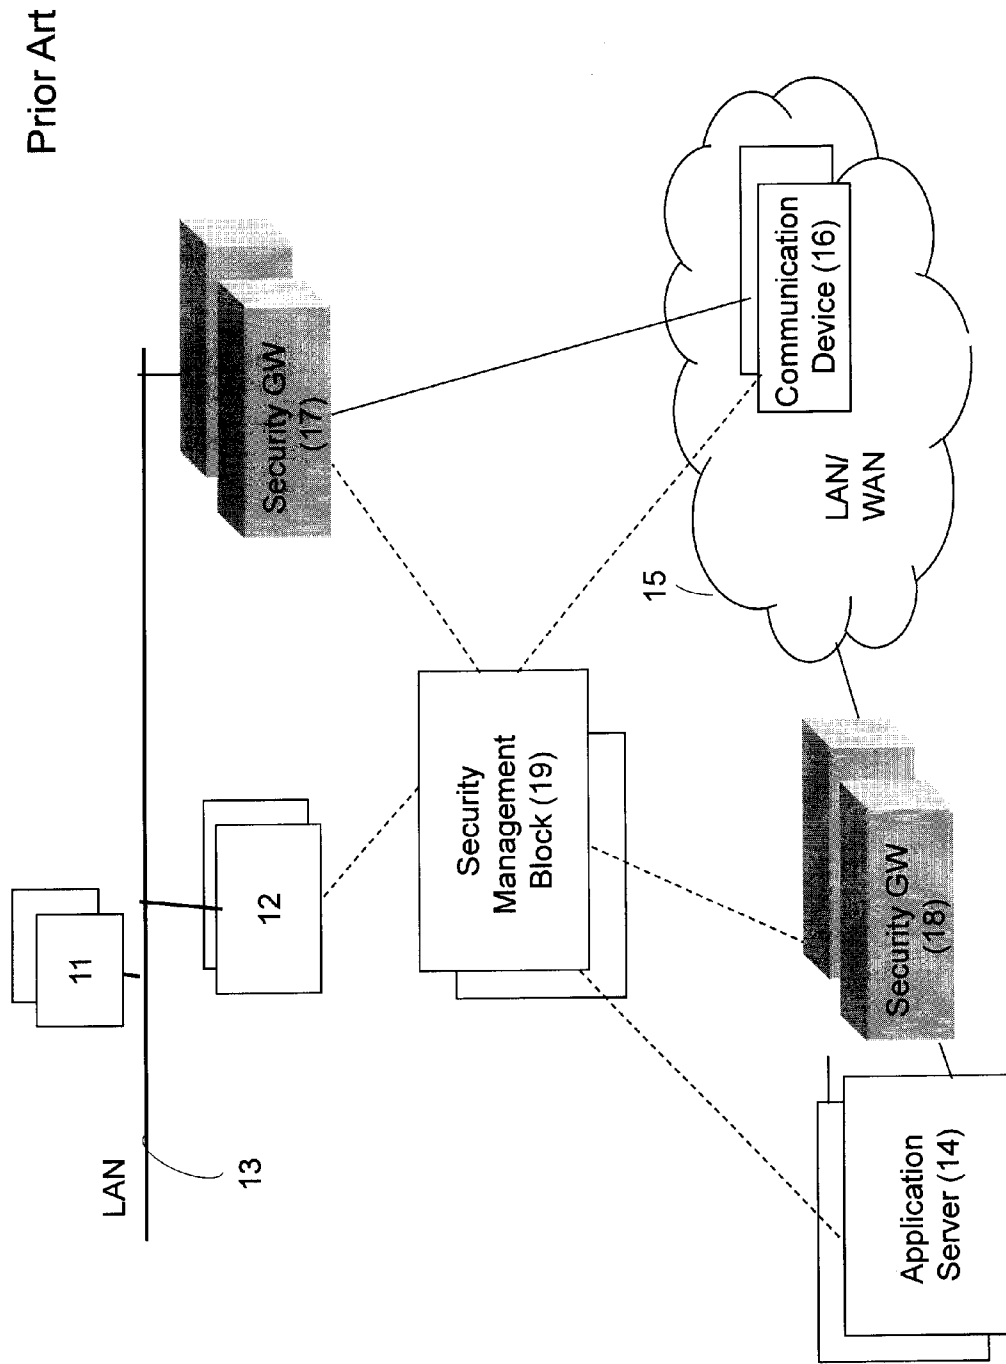 Prior Art
LAN
13
11
12
Security GW
(17)
Security
Management
Block (19)
15
LAN/
WAN
Communication
Device (16)
Security GW
(18)
Application
Server (14)